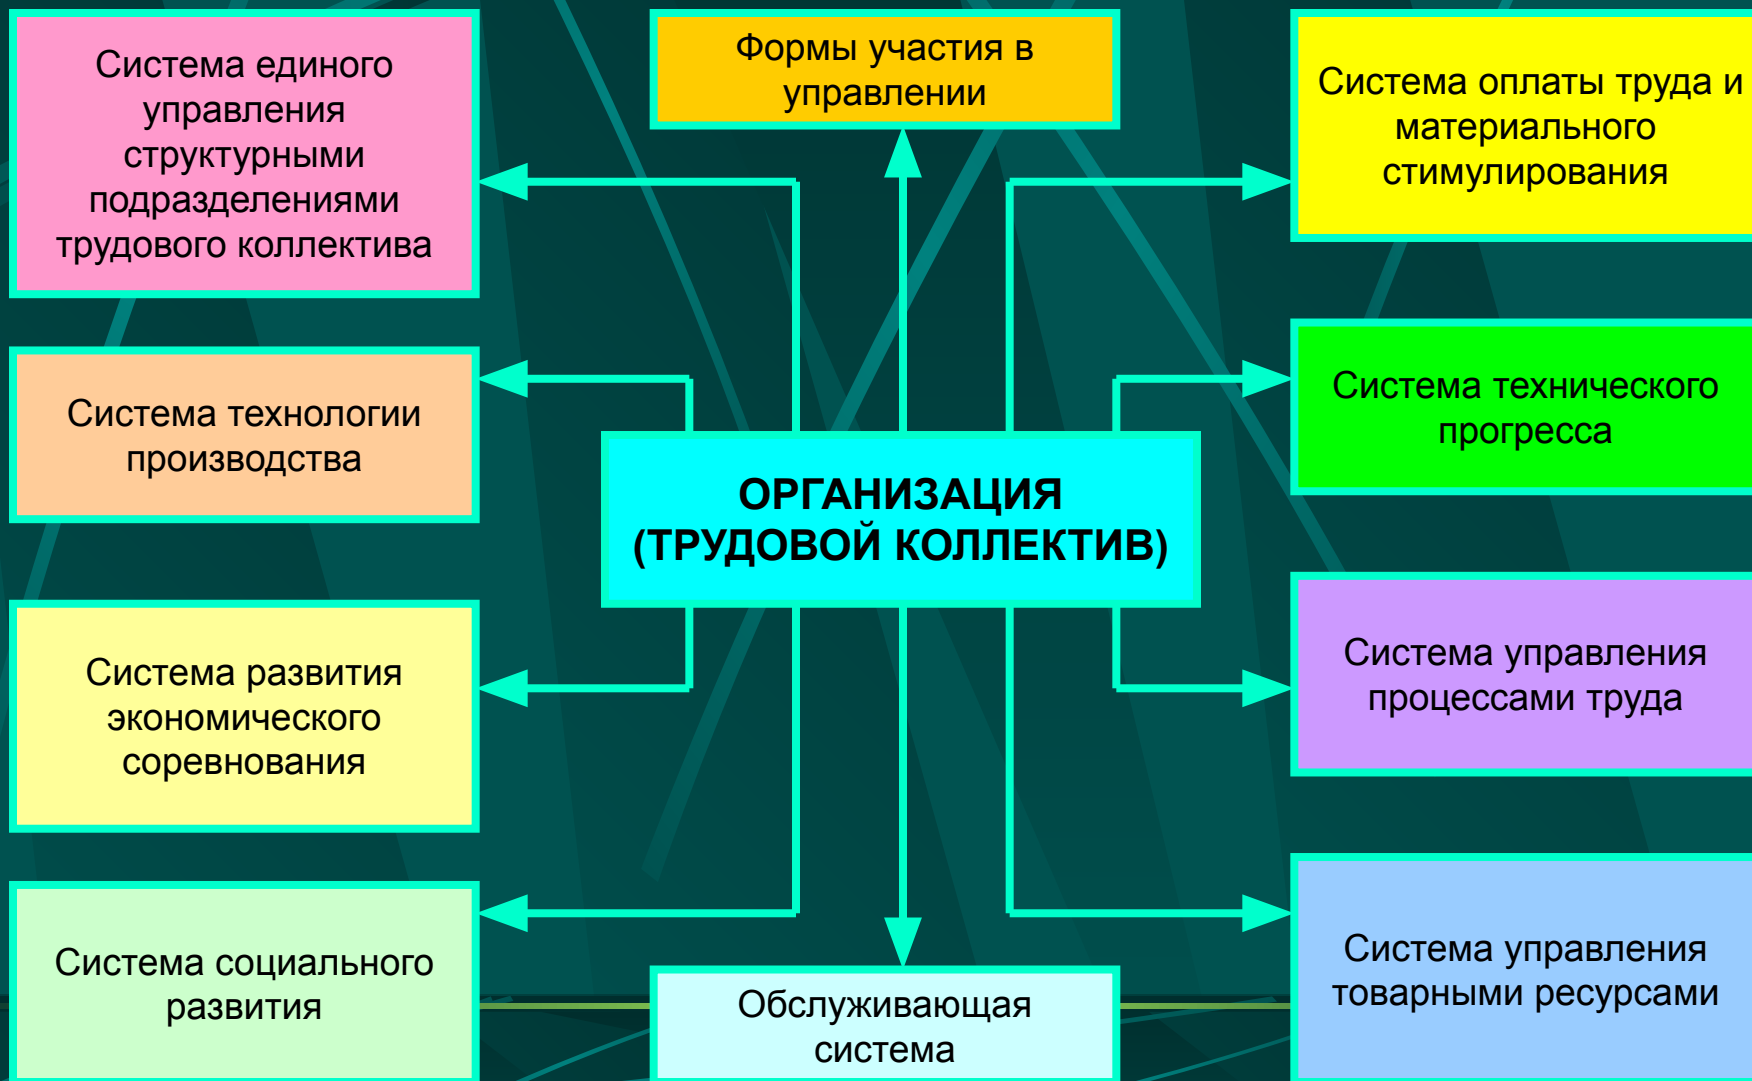 Система единого
управления
структурными
подразделениями
трудового коллектива
Формы участия в
управлении
Система оплаты труда и
материального
стимулирования
Система технологии
производства
Система технического
прогресса
ОРГАНИЗАЦИЯ
(ТРУДОВОЙ КОЛЛЕКТИВ)
Система развития
экономического
соревнования
Система управления
процессами труда
Система социального
развития
Обслуживающая
система
Система управления
товарными ресурсами